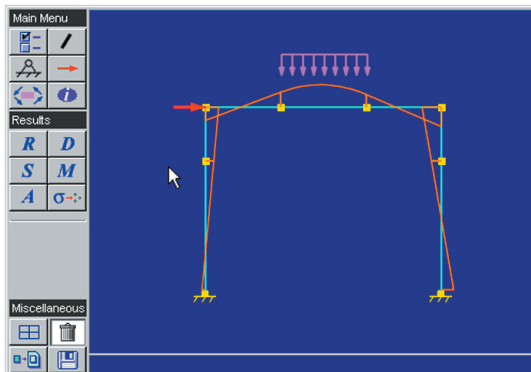 Main Menu
i
Results
R D
S M
A σ
Miscellaneous